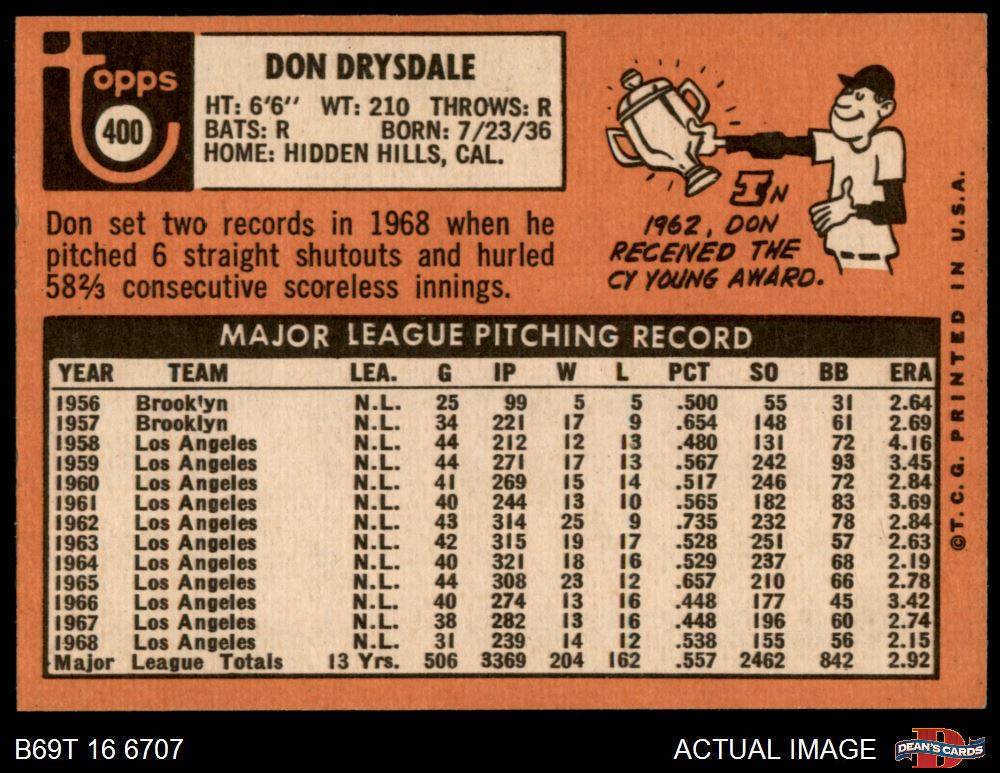 topps
400
DON DRYSDALE
HT: 6'6" WT: 210 THROWS: R
BATS: R BORN: 7/23/36
HOME: HIDDEN HILLS, CAL.
IN
1962, DON
RECEIVED THE
CY YOUNG AWARD.
Don set two records in 1968 when he
pitched 6 straight shutouts and hurled
58⅔ consecutive scoreless innings.
MAJOR LEAGUE PITCHING RECORD
YEAR TEAM LEA. G IP W L PCT SO BB ERA
1956 Brooklyn N.L. 25 99 5 5 .500 55 31 2.64
1957 Brooklyn N.L. 34 221 17 9 .654 148 61 2.69
1958 Los Angeles N.L. 44 212 12 13 .480 131 72 4.16
1959 Los Angeles N.L. 44 271 17 13 .567 242 93 3.45
1960 Los Angeles N.L. 41 269 15 14 .517 246 72 2.84
1961 Los Angeles N.L. 40 244 13 10 .565 182 83 3.69
1962 Los Angeles N.L. 43 314 25 9 .735 232 78 2.84
1963 Los Angeles N.L. 42 315 19 17 .528 251 57 2.63
1964 Los Angeles N.L. 40 321 18 16 .529 237 68 2.19
1965 Los Angeles N.L. 44 308 23 12 .657 210 66 2.78
1966 Los Angeles N.L. 40 274 13 16 .448 177 45 3.42
1967 Los Angeles N.L. 38 282 13 16 .448 196 60 2.74
1968 Los Angeles N.L. 31 239 14 12 .538 155 56 2.15
Major League Totals 13 Yrs. 506 3369 204 162 .557 2462 842 2.92
©T.C.G. PRINTED IN U.S.A.
B69T 16 6707
ACTUAL IMAGE
D
DEAN'S CARDS